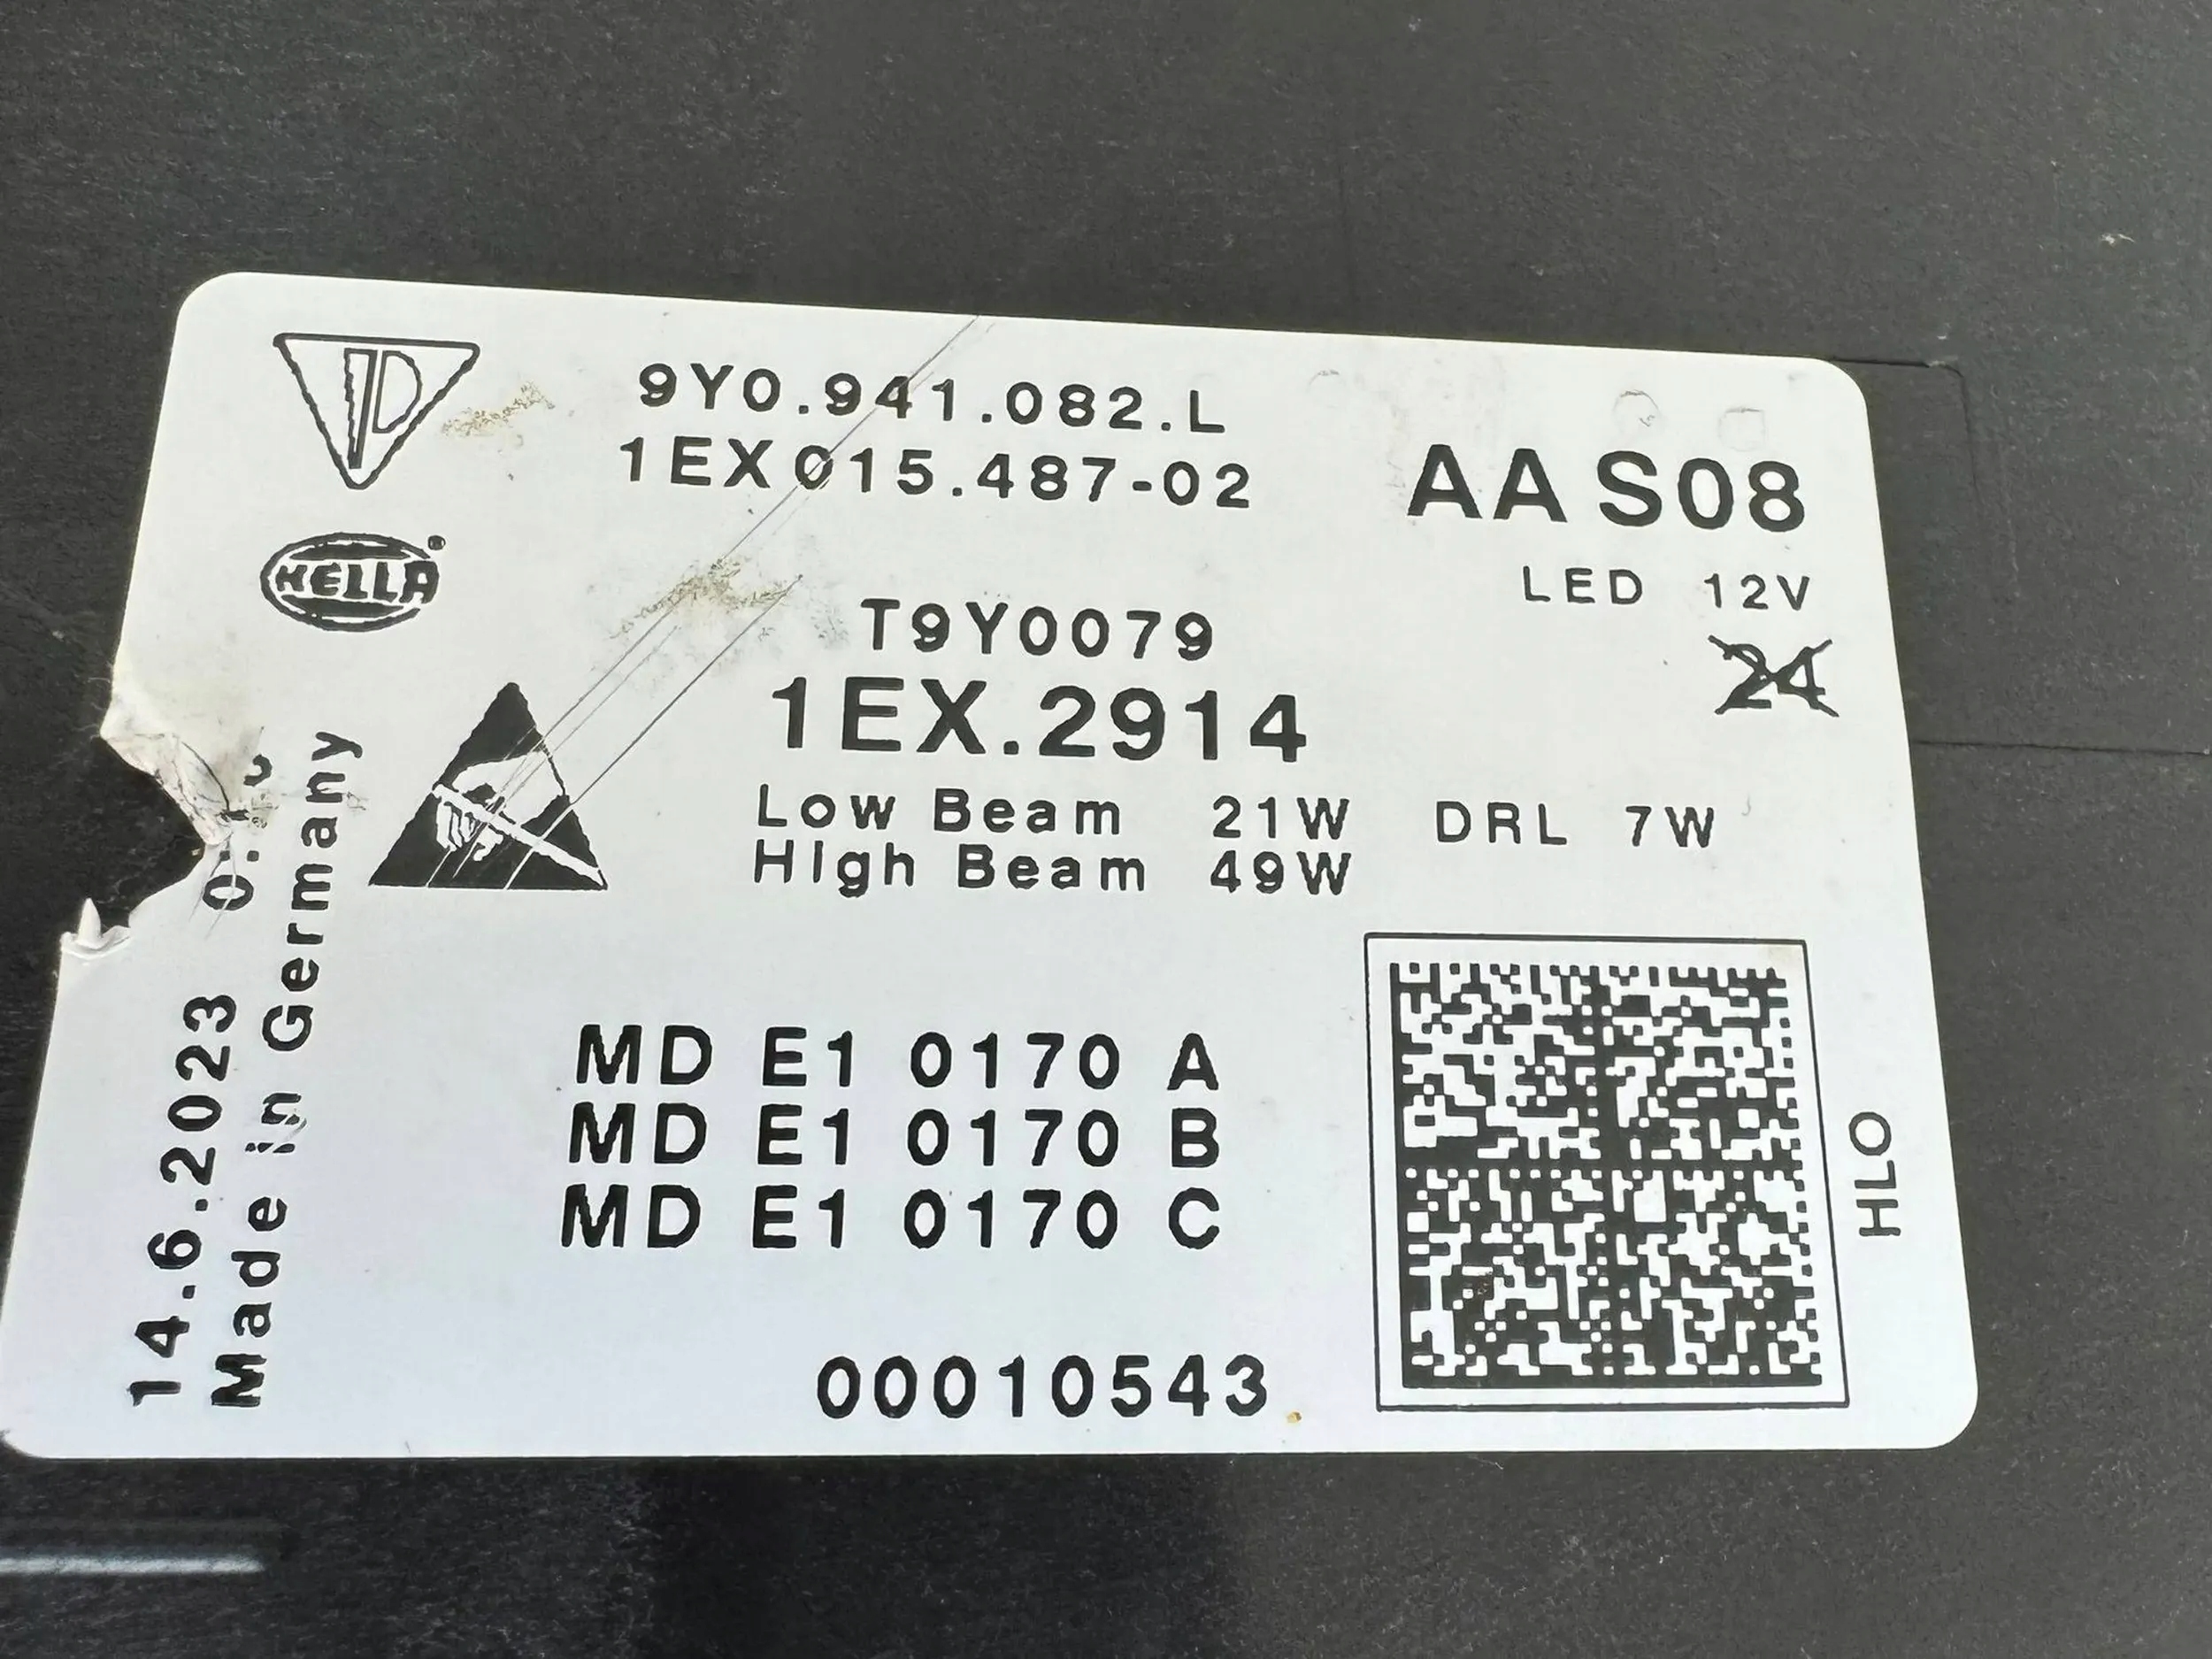 9Y0.941.082.L
1EX015.487-02
AA S08
LED 12V
HELLA
24
T9Y0079
1EX.2914
Low Beam 21W DRL 7W
High Beam 49W
14.6.2023
Made in Germany
MD E1 0170 A
MD E1 0170 B
MD E1 0170 C
HLO
00010543